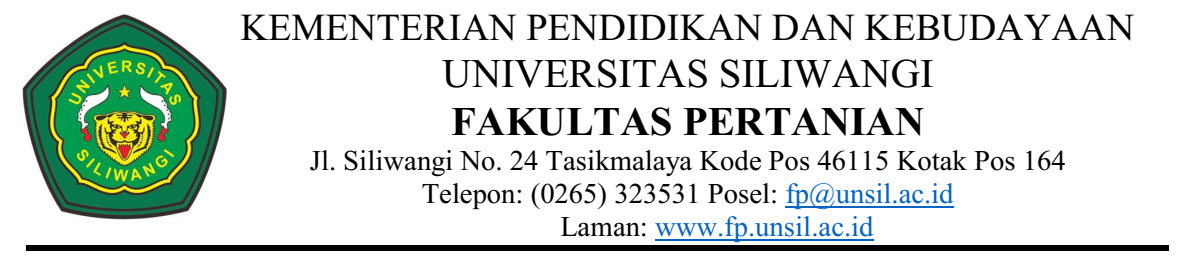 UNIVERSITAS
SILIWANGI
KEMENTERIAN PENDIDIKAN DAN KEBUDAYAAN
UNIVERSITAS SILIWANGI
FAKULTAS PERTANIAN
Jl. Siliwangi No. 24 Tasikmalaya Kode Pos 46115 Kotak Pos 164
Telepon: (0265) 323531 Posel: fp@unsil.ac.id
Laman: www.fp.unsil.ac.id